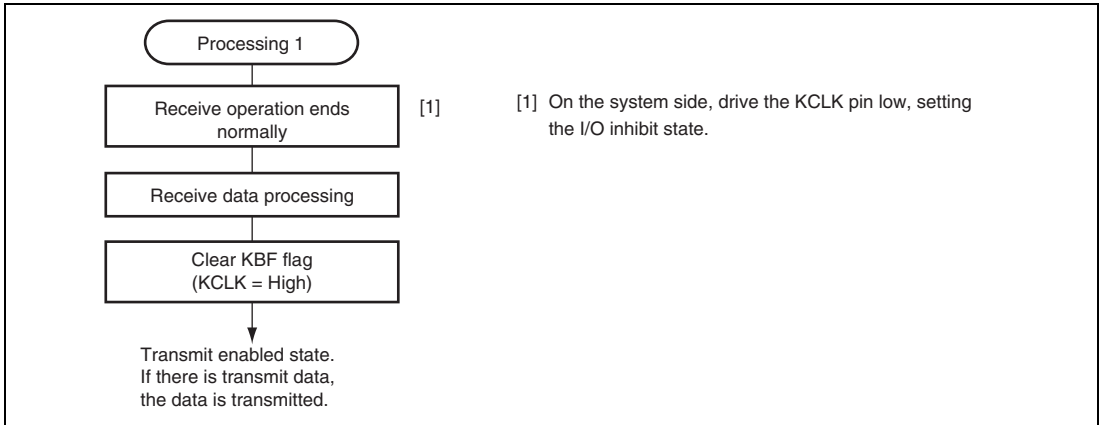 Processing 1
Receive operation ends
normally
[1]
[1] On the system side, drive the KCLK pin low, setting
the I/O inhibit state.
Receive data processing
Clear KBF flag
(KCLK = High)
Transmit enabled state.
If there is transmit data,
the data is transmitted.